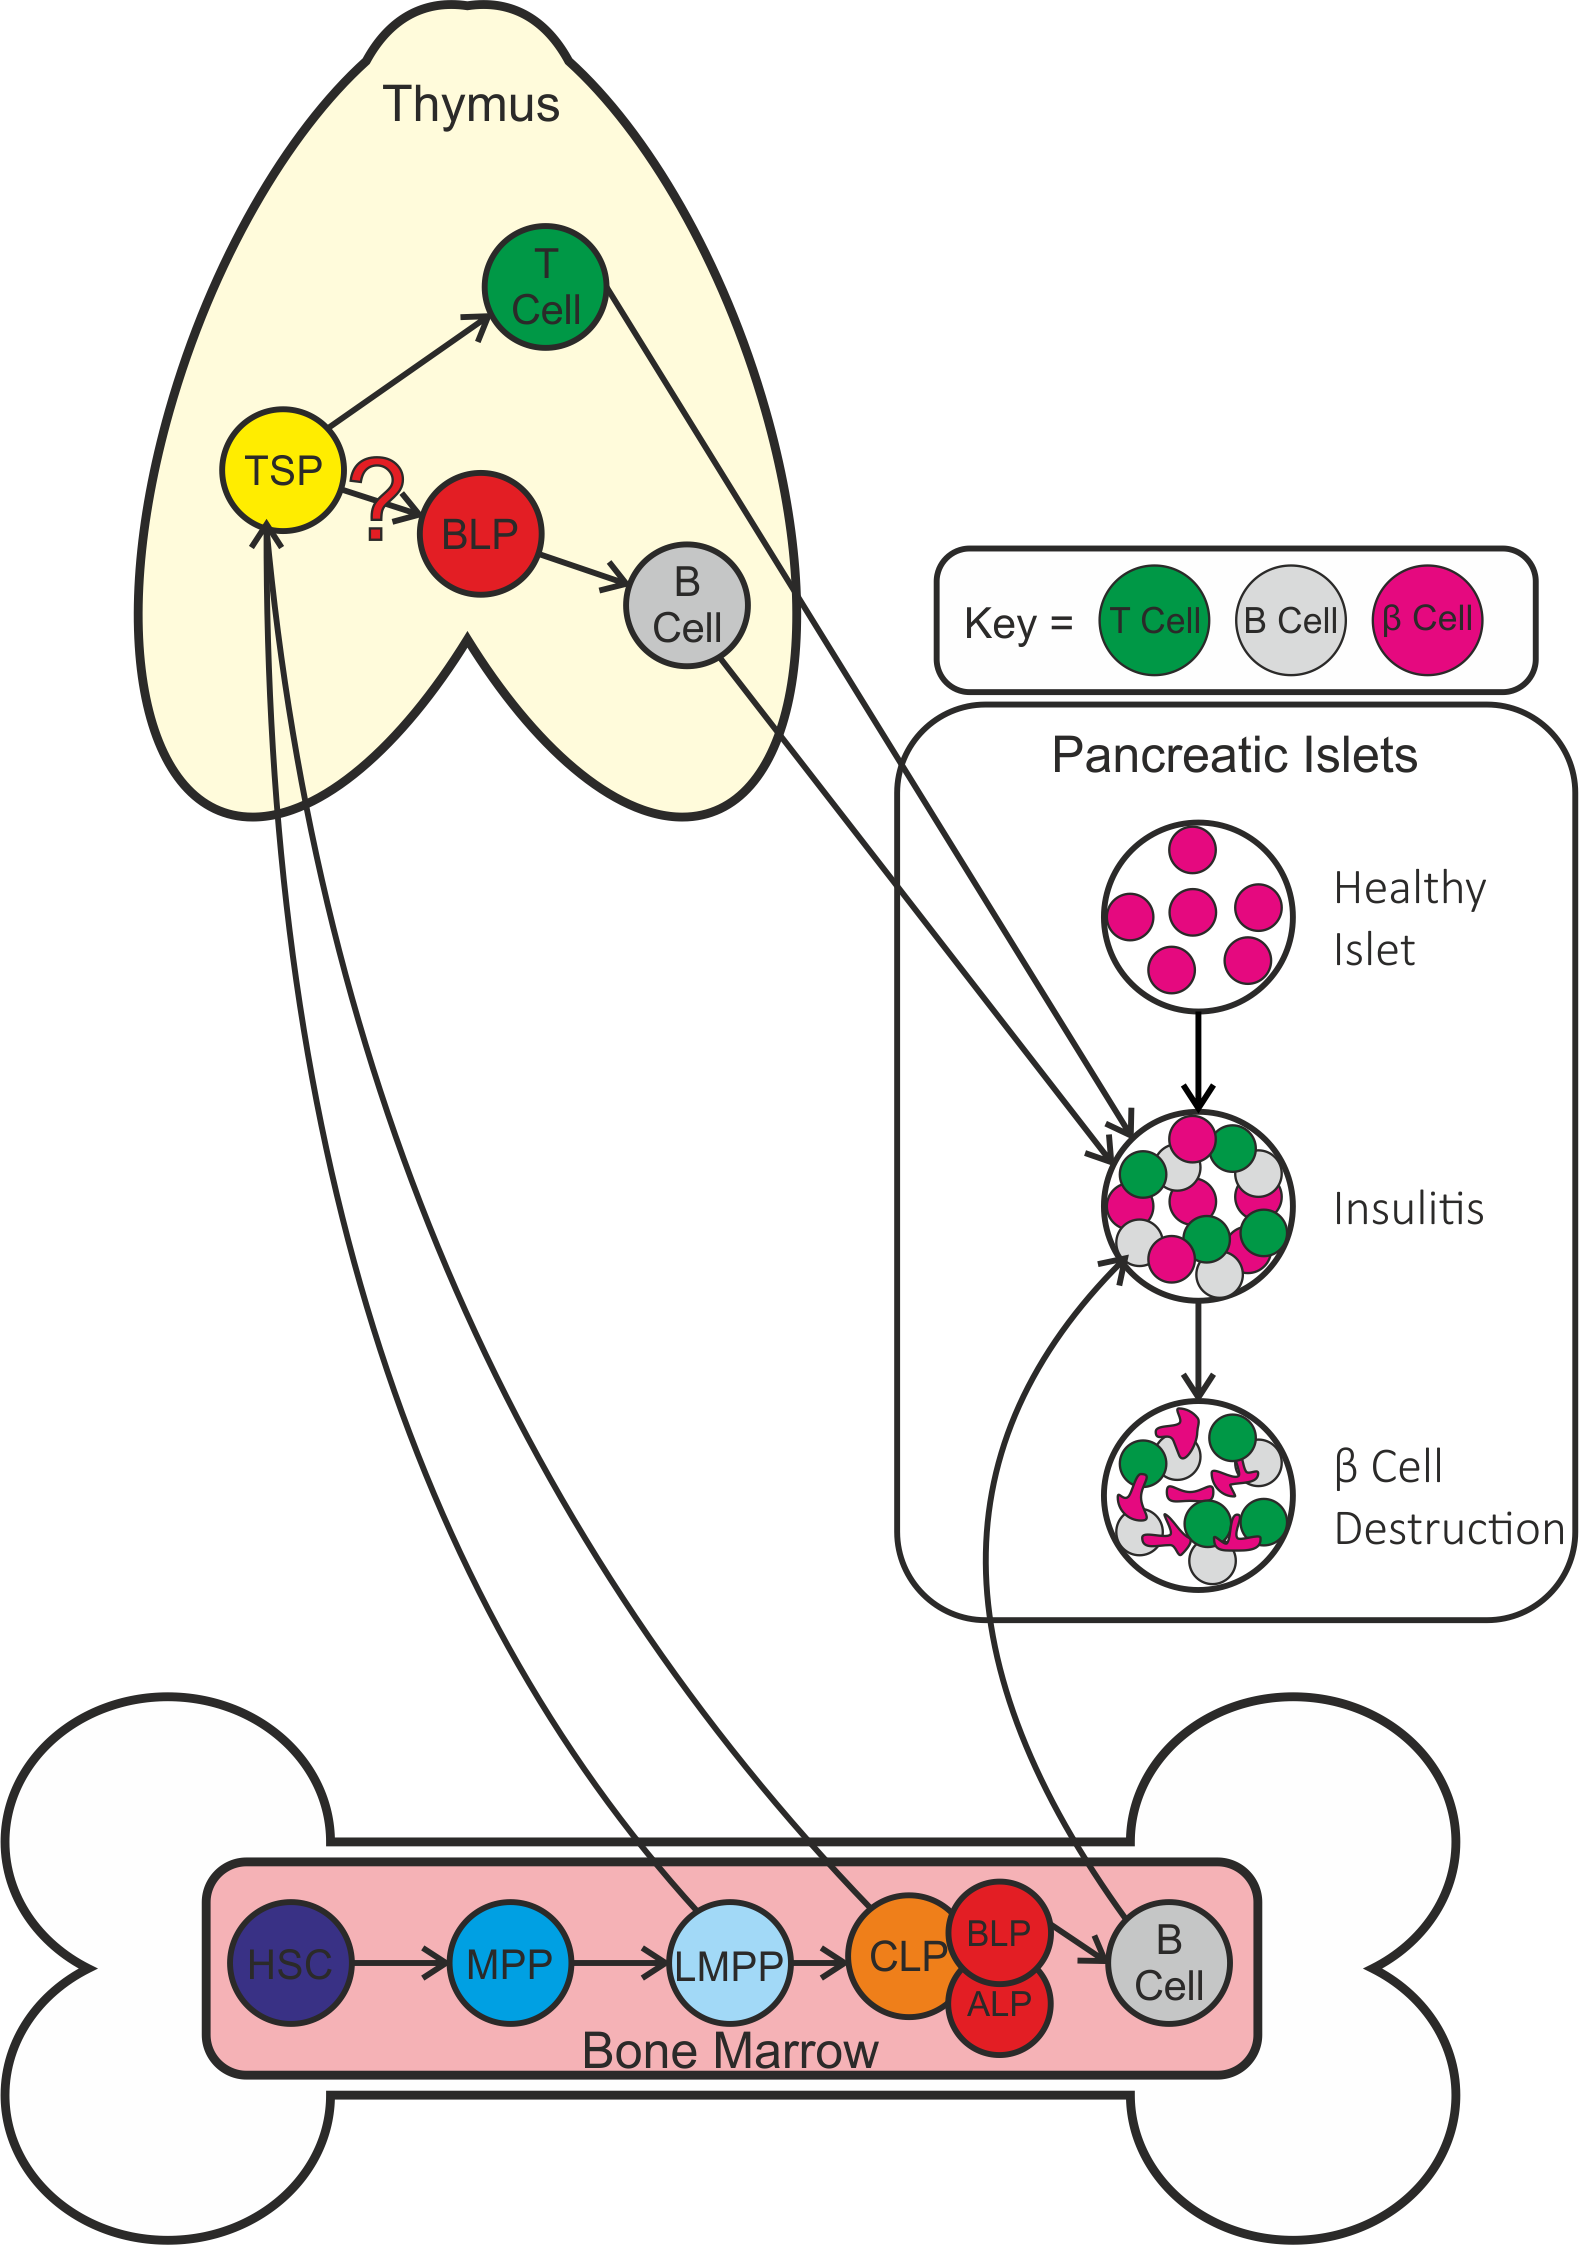 Thymus
T
Cell
TSP
?
BLP
B
Cell
Key = T Cell B Cell β Cell
Pancreatic Islets
Healthy
Islet
Insulitis
β Cell
Destruction
HSC
MPP
LMPP
CLP
BLP
ALP
B
Cell
Bone Marrow